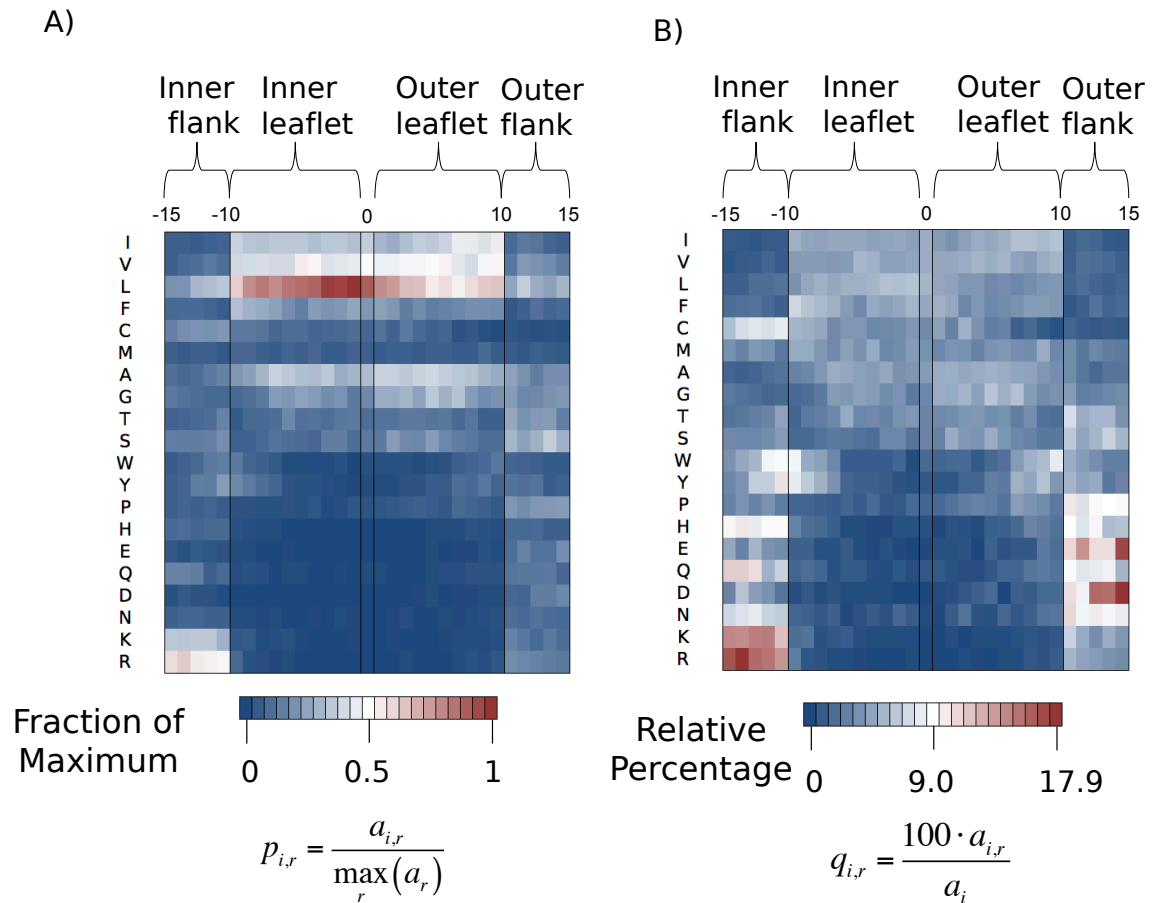 A)
Inner flank
Inner leaflet
Outer leaflet
Outer flank
-15 -10 0 10 15
I
V
L
F
C
M
A
G
T
S
W
Y
P
H
E
Q
D
N
K
R
Fraction of Maximum
0 0.5 1
p_{i,r} = a_{i,r} / max_r(a_r)
B)
Inner flank
Inner leaflet
Outer leaflet
Outer flank
-15 -10 0 10 15
I
V
L
F
C
M
A
G
T
S
W
Y
P
H
E
Q
D
N
K
R
Relative Percentage
0 9.0 17.9
q_{i,r} = 100 · a_{i,r} / a_i